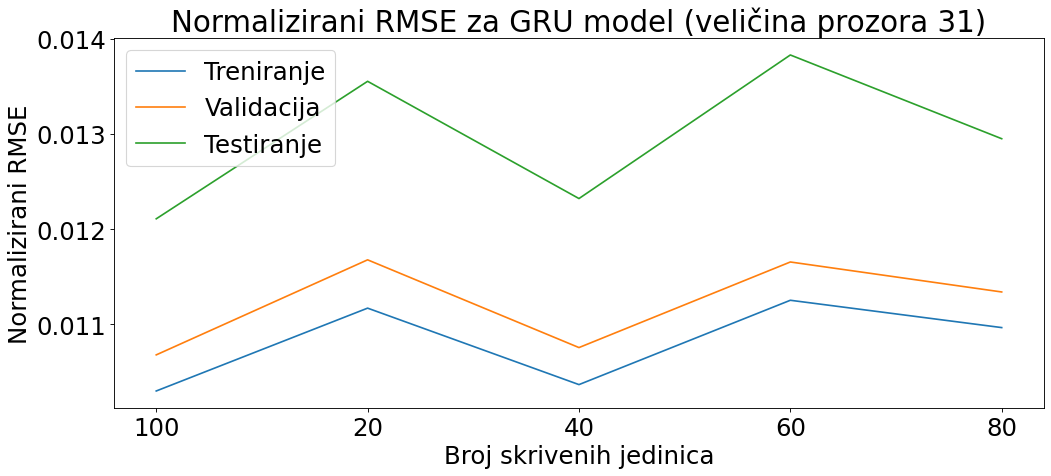 Normalizirani RMSE za GRU model (veličina prozora 31)
Normalizirani RMSE
0.014
0.013
0.012
0.011
Treniranje
Validacija
Testiranje
100 20 40 60 80
Broj skrivenih jedinica